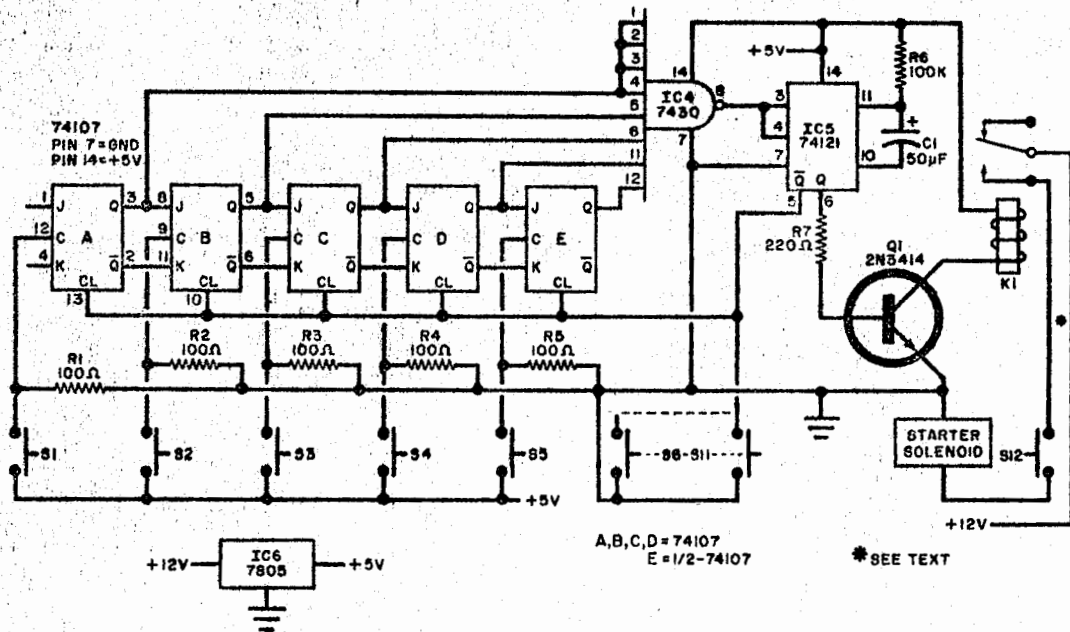 74107
PIN 7=GND
PIN 14=+5V
1
2
3
4
5
6
11
12
14
IC4
7430
7
8
+5V
14
3
4
7
IC5
74121
11
10
Q̅ Q
5 6
R6
100K
+
C1
50µF
R7
220Ω
Q1
2N3414
K1
*
1 J Q 3
12 C A
4 K Q̅ 2
CL
13
8 J Q 5
9 C B
11 K Q̅ 6
CL
10
J Q
C C
K Q̅
CL
J Q
C D
K Q̅
CL
J Q
C E
K Q̅
CL
R1
100Ω
R2
100Ω
R3
100Ω
R4
100Ω
R5
100Ω
S1
S2
S3
S4
S5
S6-S11
STARTER
SOLENOID
S12
+5V
+12V
+12V
IC6
7805
+5V
A,B,C,D=74107
E=1/2-74107
*SEE TEXT